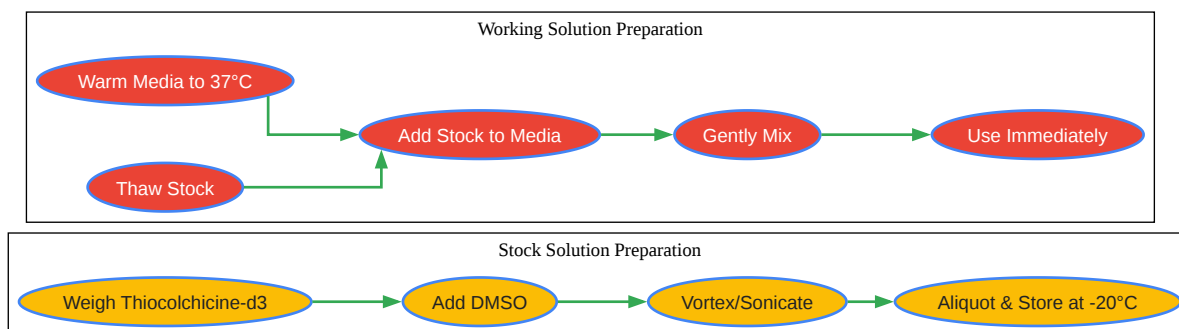 Working Solution Preparation
Warm Media to 37°C
Add Stock to Media
Gently Mix
Use Immediately
Thaw Stock
Stock Solution Preparation
Weigh Thiocolchicine-d3
Add DMSO
Vortex/Sonicate
Aliquot & Store at -20°C